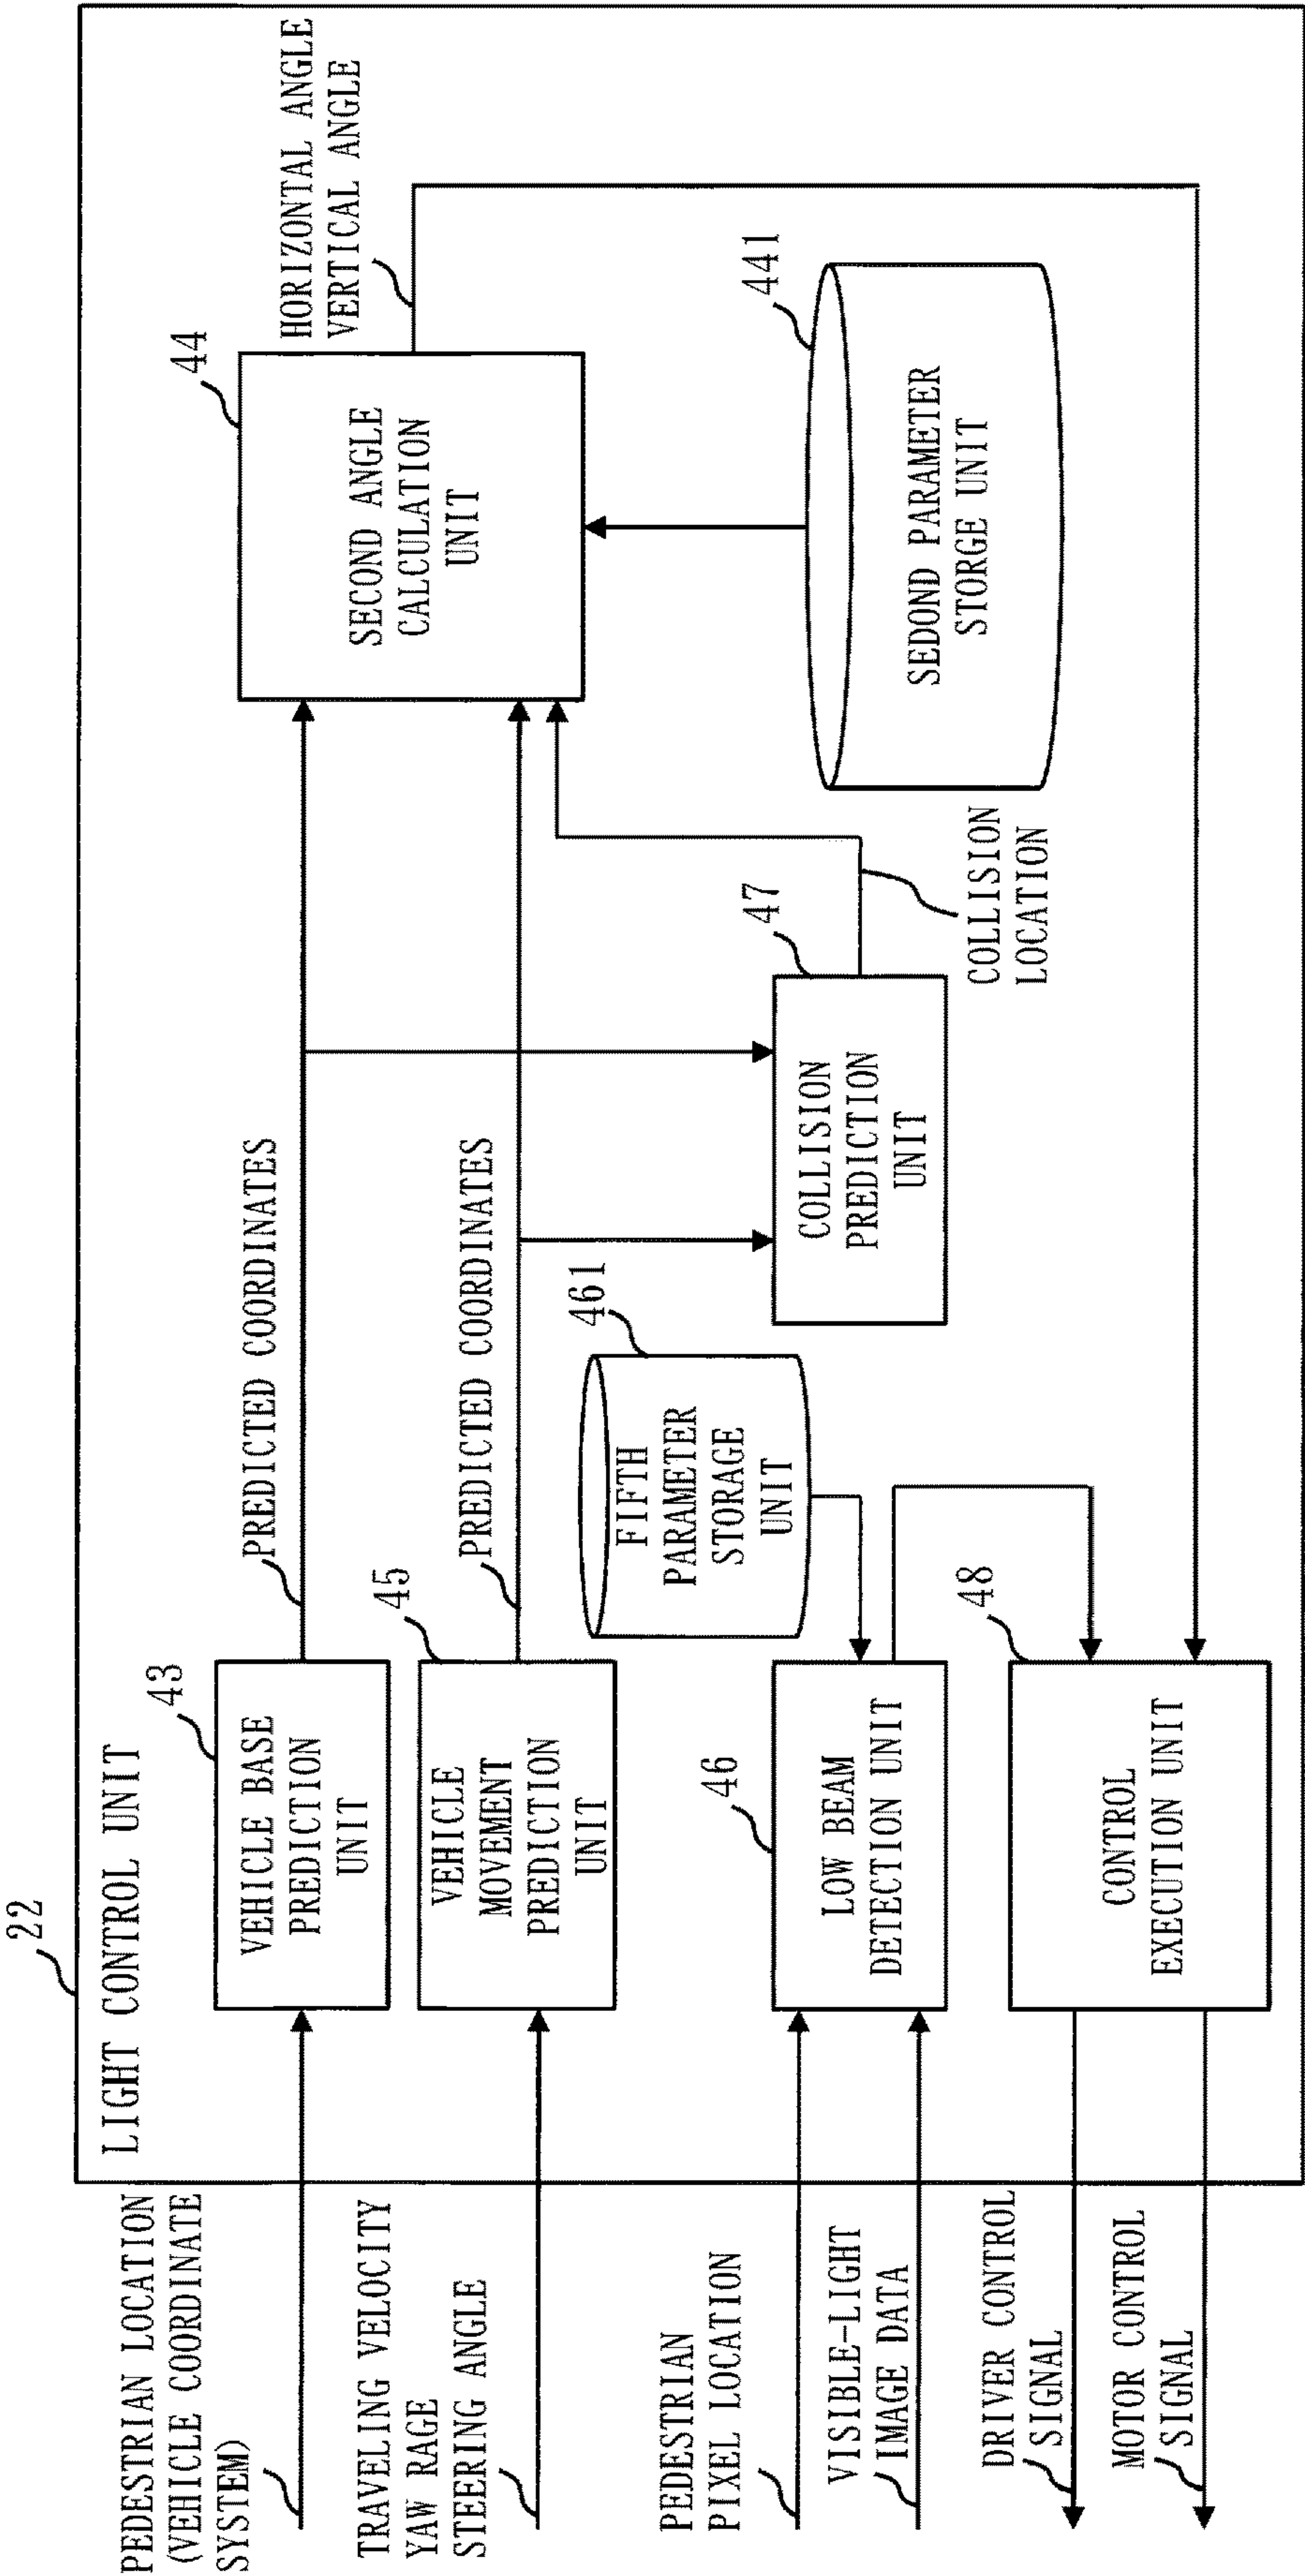 22
LIGHT CONTROL UNIT
PEDESTRIAN LOCATION
(VEHICLE COORDINATE
SYSTEM)
43
VEHICLE BASE
PREDICTION
UNIT
PREDICTED COORDINATES
44
SECOND ANGLE
CALCULATION
UNIT
HORIZONTAL ANGLE
VERTICAL ANGLE
TRAVELING VELOCITY
YAW RAGE
STEERING ANGLE
45
VEHICLE
MOVEMENT
PREDICTION
UNIT
PREDICTED COORDINATES
461
FIFTH
PARAMETER
STORAGE
UNIT
47
COLLISION
PREDICTION
UNIT
COLLISION
LOCATION
441
SEDOND PARAMETER
STORGE UNIT
PEDESTRIAN
PIXEL LOCATION
VISIBLE-LIGHT
IMAGE DATA
46
LOW BEAM
DETECTION UNIT
48
CONTROL
EXECUTION UNIT
DRIVER CONTROL
SIGNAL
MOTOR CONTROL
SIGNAL